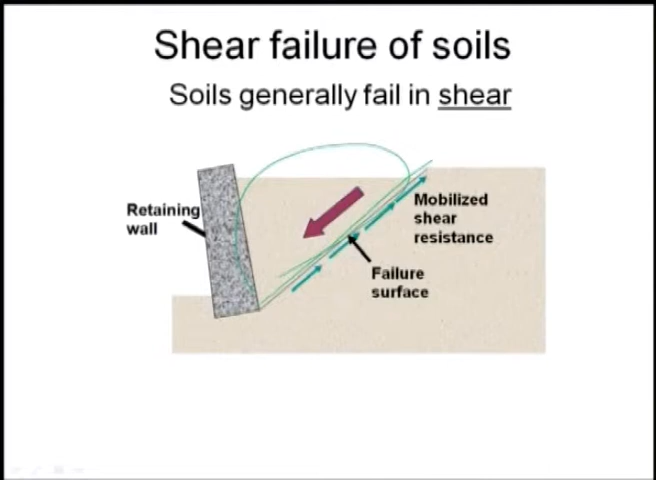 Shear failure of soils
Soils generally fail in shear
Retaining
wall
Mobilized
shear
resistance
Failure
surface